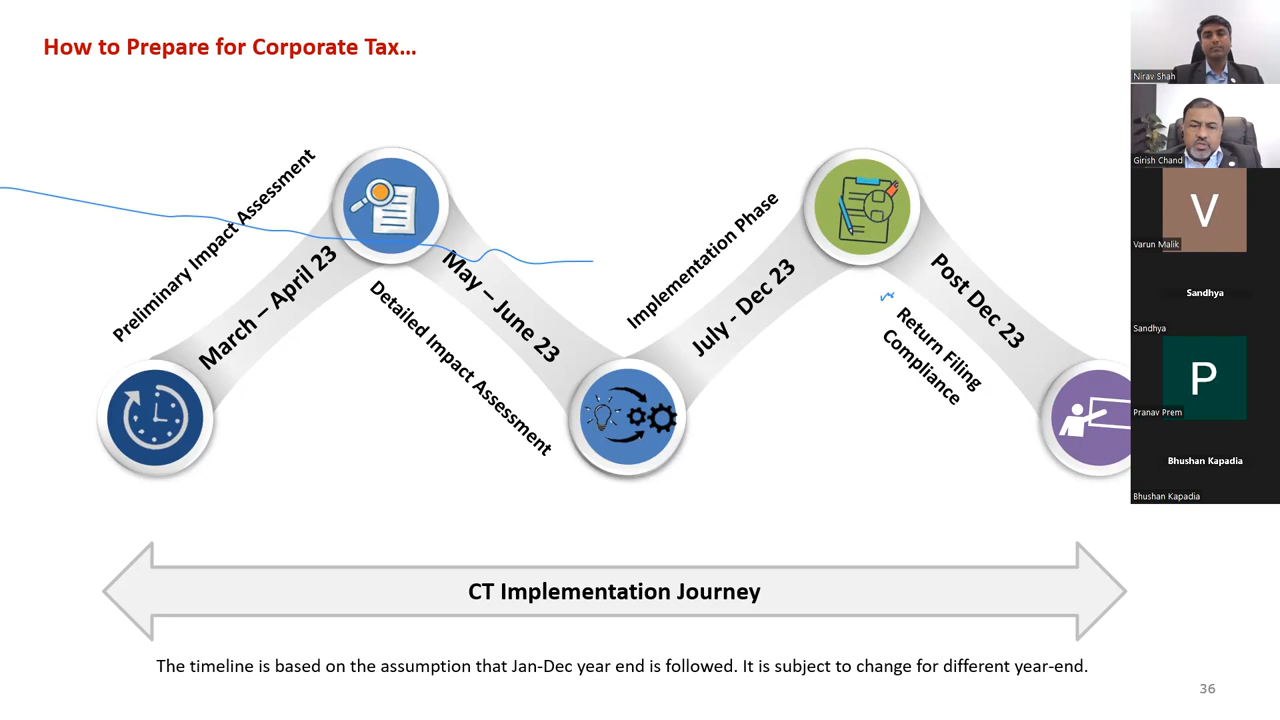 How to Prepare for Corporate Tax...
Preliminary Impact Assessment
March – April 23
May – June 23
Detailed Impact Assessment
Implementation Phase
July - Dec 23
Post Dec 23
Return Filing
Compliance
CT Implementation Journey
The timeline is based on the assumption that Jan-Dec year end is followed. It is subject to change for different year-end.
36
Nirav Shah
Girish Chand
V
Varun Malik
Sandhya
Sandhya
P
Pranav Prem
Bhushan Kapadia
Bhushan Kapadia